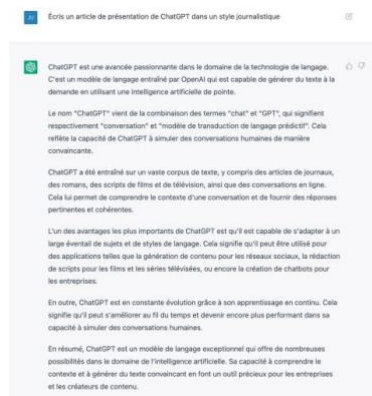 Écris un article de présentation de ChatGPT dans un style journalistique
ChatGPT est une avancée passionnante dans le domaine de la technologie de langage.
C'est un modèle de langage entraîné par OpenAI qui est capable de générer du texte à la
demande en utilisant une intelligence artificielle de pointe.
Le nom "ChatGPT" vient de la combinaison des termes "chat" et "GPT", qui signifient
respectivement "conversation" et "modèle de transduction de langage prédictif". Cela
reflète la capacité de ChatGPT à simuler des conversations humaines de manière
convaincante.
ChatGPT a été entraîné sur un vaste corpus de texte, y compris des articles de journaux,
des romans, des scripts de films et de télévision, ainsi que des conversations en ligne.
Cela lui permet de comprendre le contexte d'une conversation et de fournir des réponses
pertinentes et cohérentes.
L'un des avantages les plus importants de ChatGPT est qu'il est capable de s'adapter à un
large éventail de sujets et de styles de langage. Cela signifie qu'il peut être utilisé pour
des applications telles que la génération de contenu pour les réseaux sociaux, la rédaction
de scripts pour les films et les séries télévisées, ou encore la création de chatbots pour
les entreprises.
En outre, ChatGPT est en constante évolution grâce à son apprentissage en continu. Cela
signifie qu'il peut s'améliorer au fil du temps et devenir encore plus performant dans sa
capacité à simuler des conversations humaines.
En résumé, ChatGPT est un modèle de langage exceptionnel qui offre de nombreuses
possibilités dans le domaine de l'intelligence artificielle. Sa capacité à comprendre le
contexte et à générer du texte convaincant en font un outil précieux pour les entreprises
et les créateurs de contenu.